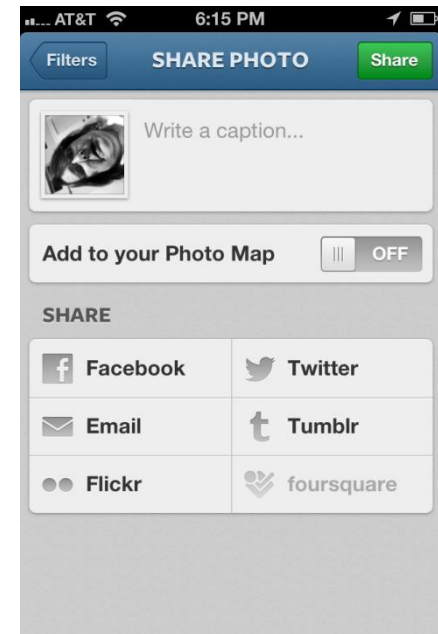 AT&T 6:15 PM
Filters SHARE PHOTO Share
Write a caption...
Add to your Photo Map OFF
SHARE
Facebook Twitter
Email Tumblr
Flickr foursquare